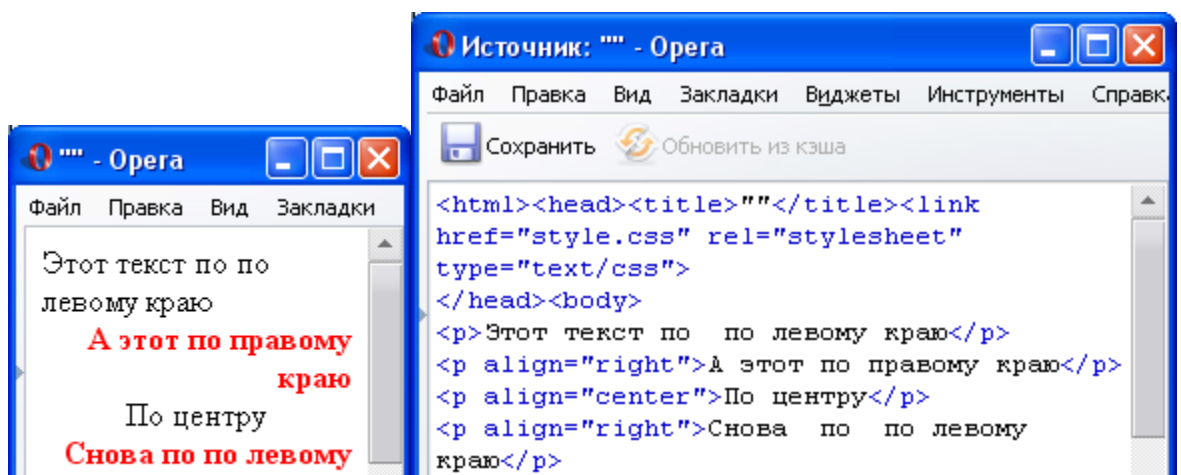 "" - Opera
Файл Правка Вид Закладки
Этот текст по по
левому краю
А этот по правому
краю
По центру
Снова по по левому
Источник: "" - Opera
Файл Правка Вид Закладки Виджеты Инструменты Справк
Сохранить Обновить из кэша
<html><head><title>""</title><link
href="style.css" rel="stylesheet"
type="text/css">
</head><body>
<p>Этот текст по  по левому краю</p>
<p align="right">А этот по правому краю</p>
<p align="center">По центру</p>
<p align="right">Снова  по  по левому
краю</p>